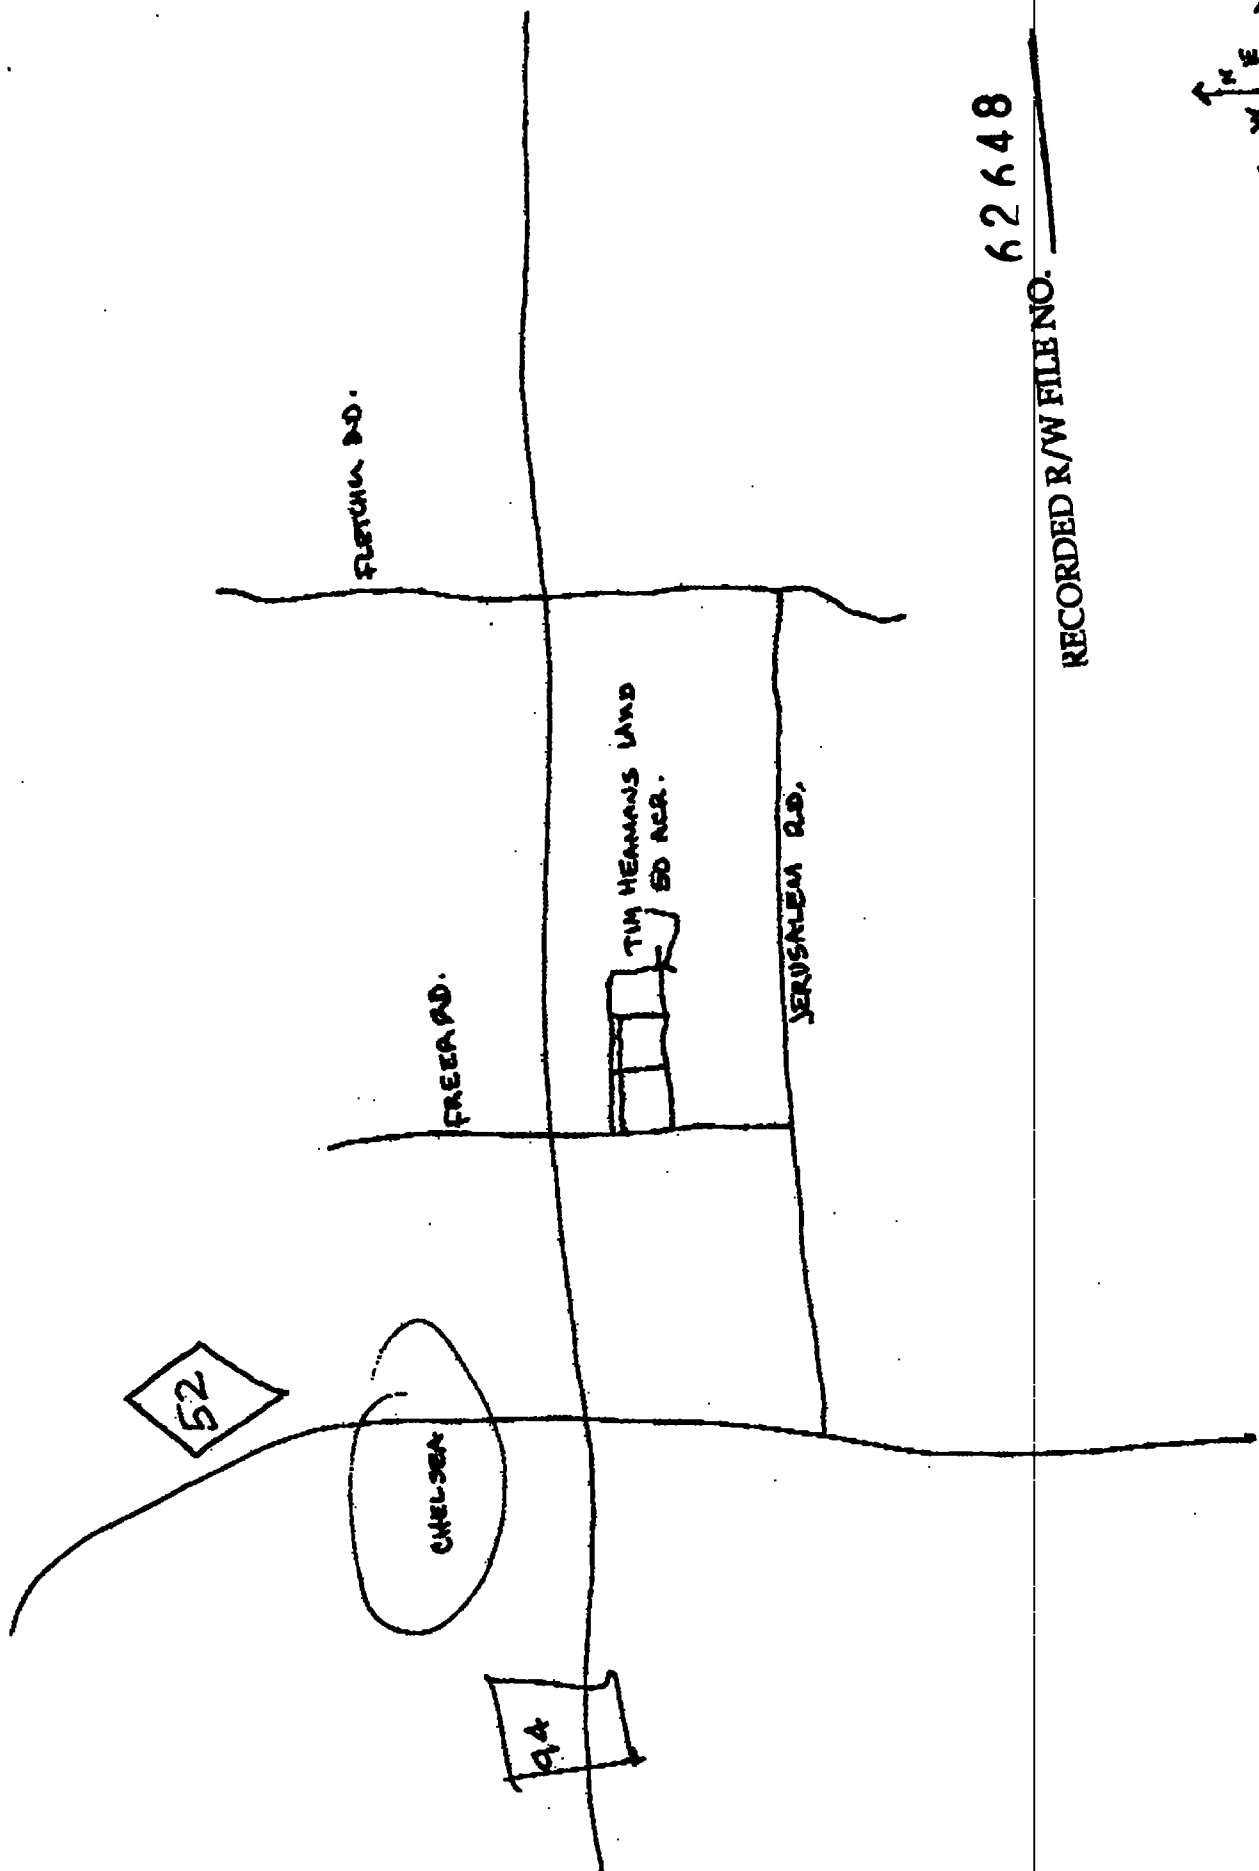 52
CHELSEA
94
FREER RD.
FLETCHER RD.
TIM HEAMANS LAND
80 ACR.
JERUSALEM RD.
RECORDED R/W FILE NO. 62648
N
W E